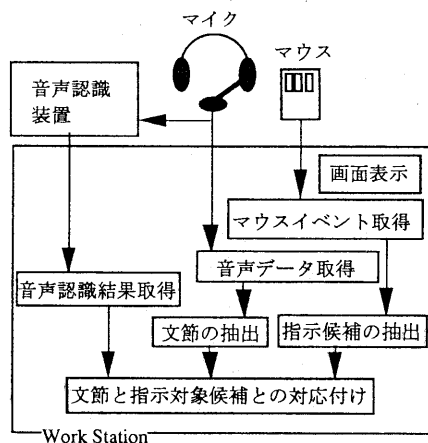 マイク
マウス
音声認識
装置
画面表示
マウスイベント取得
音声データ取得
音声認識結果取得
文節の抽出
指示候補の抽出
文節と指示対象候補との対応付け
Work Station